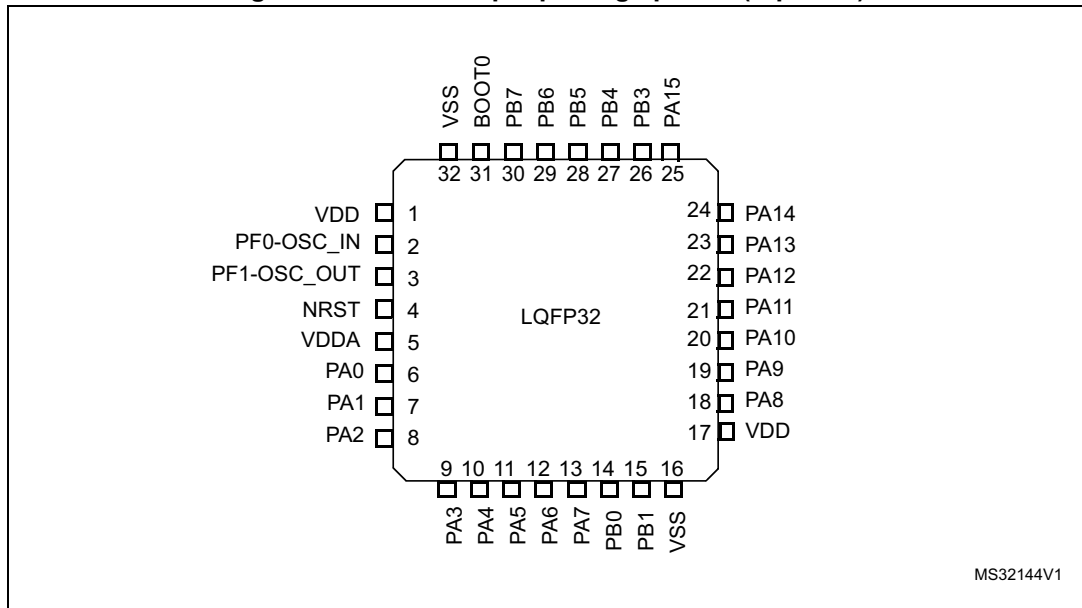 VSS
BOOT0
PB7
PB6
PB5
PB4
PB3
PA15
32 31 30 29 28 27 26 25
VDD 1
PF0-OSC_IN 2
PF1-OSC_OUT 3
NRST 4
VDDA 5
PA0 6
PA1 7
PA2 8
LQFP32
24 PA14
23 PA13
22 PA12
21 PA11
20 PA10
19 PA9
18 PA8
17 VDD
9 10 11 12 13 14 15 16
PA3
PA4
PA5
PA6
PA7
PB0
PB1
VSS
MS32144V1